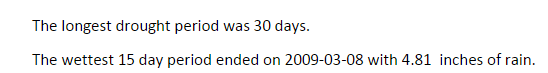 The longest drought period was 30 days.
The wettest 15 day period ended on 2009-03-08 with 4.81  inches of rain.